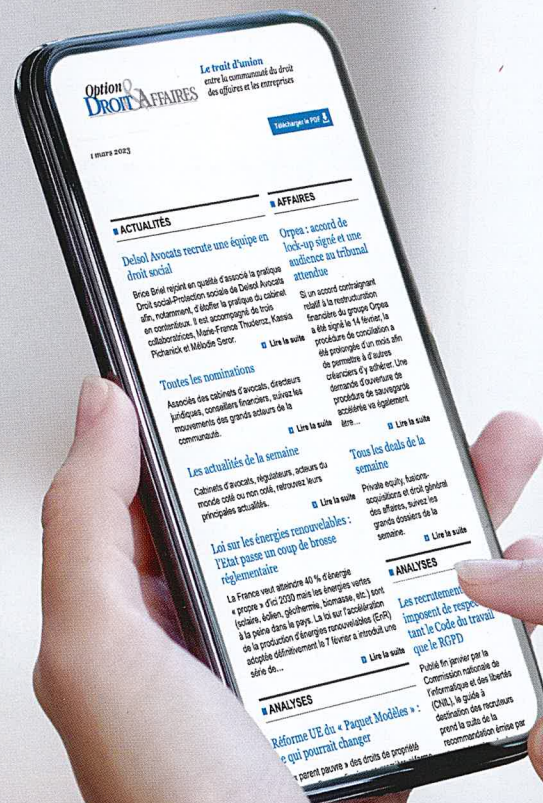 Option
DROIT & AFFAIRES
Le trait d'union
entre la communauté du droit
des affaires et les entreprises
Télécharger le PDF
1 mars 2023
ACTUALITÉS
Delsol Avocats recrute une équipe en
droit social
Brice Briel rejoint en qualité d'associé la pratique
Droit social-Protection sociale de Delsol Avocats
afin, notamment, d'étoffer la pratique du cabinet
en contentieux. Il est accompagné de trois
collaboratrices, Marie-France Thuderoz, Kassia
Pichanick et Mélodie Seror.
Lire la suite
Toutes les nominations
Associés des cabinets d'avocats, directeurs
juridiques, conseillers financiers, suivez les
mouvements des grands acteurs de la
communauté.
Lire la suite
Les actualités de la semaine
Cabinets d'avocats, régulateurs, acteurs du
monde coté ou non coté, retrouvez leurs
principales actualités.
Lire la suite
Loi sur les énergies renouvelables :
l'Etat passe un coup de brosse
réglementaire
La France veut atteindre 40 % d'énergie
« propre » d'ici 2030 mais les énergies vertes
(solaire, éolien, géothermie, biomasse, etc.) sont
à la peine dans le pays. La loi sur l'accélération
de la production d'énergies renouvelables (EnR)
adoptée définitivement le 7 février a introduit une
série de...
Lire la suite
ANALYSES
Réforme UE du « Paquet Modèles » :
ce qui pourrait changer
parent pauvre » des droits de propriété
AFFAIRES
Orpea : accord de
lock-up signé et une
audience au tribunal
attendue
Si un accord contraignant
relatif à la restructuration
financière du groupe Orpea
a été signé le 14 février, la
procédure de conciliation a
été prolongée d'un mois afin
de permettre à d'autres
créanciers d'y adhérer. Une
demande d'ouverture de
procédure de sauvegarde
accélérée va également
être...
Lire la suite
Tous les deals de la
semaine
Private equity, fusions-
acquisitions et droit général
des affaires, suivez les
grands dossiers de la
semaine.
Lire la suite
ANALYSES
Les recrutements
imposent de respec
tant le Code du travail
que le RGPD
Publié fin janvier par la
Commission nationale de
l'informatique et des libertés
(CNIL), le guide à
destination des recruteurs
prend la suite de la
recommandation émise par